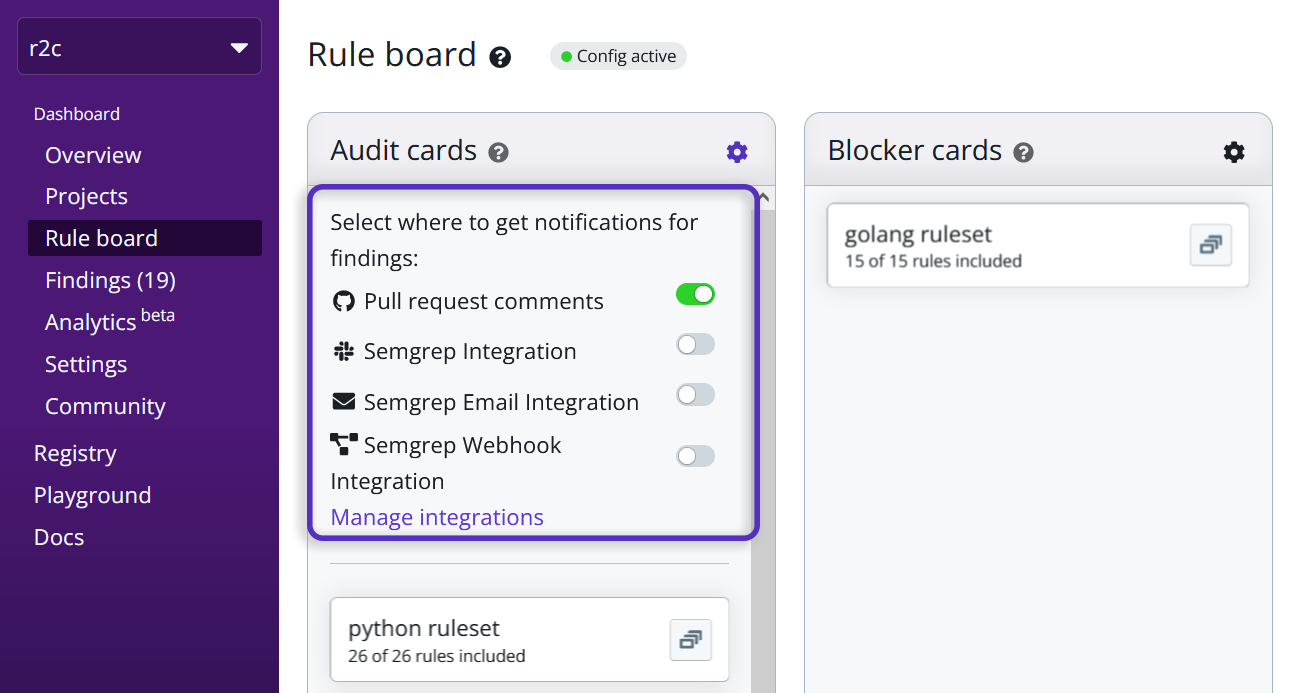 r2c
Dashboard
Overview
Projects
Rule board
Findings (19)
Analytics beta
Settings
Community
Registry
Playground
Docs
Rule board
Config active
Audit cards
Select where to get notifications for
findings:
Pull request comments
Semgrep Integration
Semgrep Email Integration
Semgrep Webhook
Integration
Manage integrations
python ruleset
26 of 26 rules included
Blocker cards
golang ruleset
15 of 15 rules included